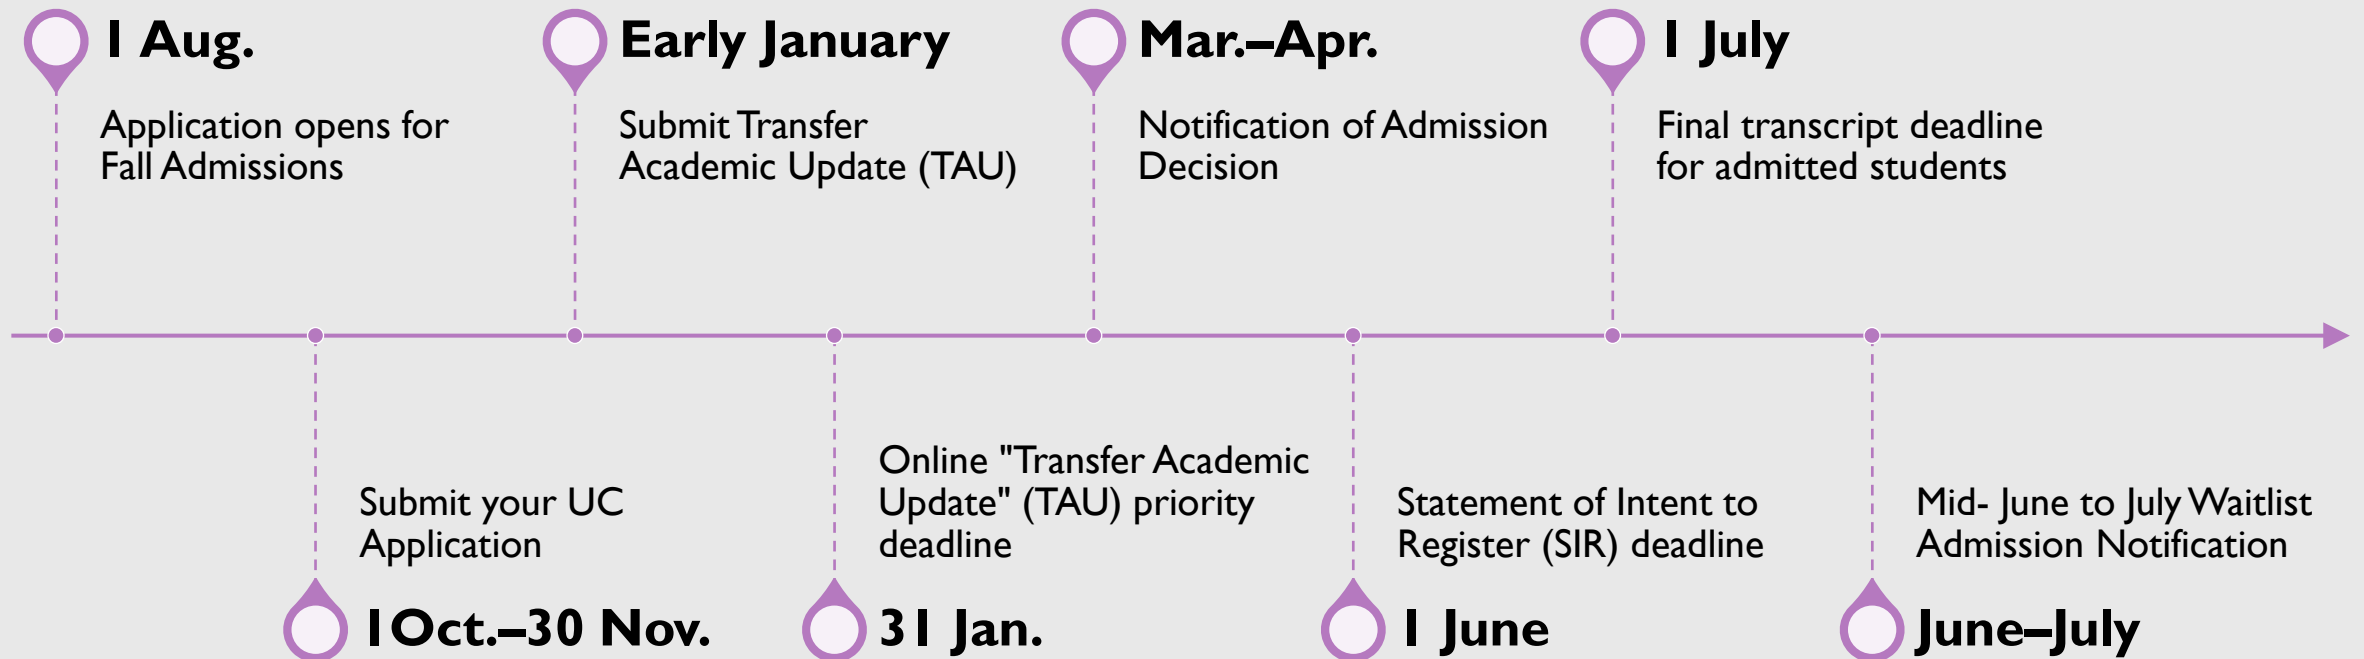 1 Aug.
Application opens for
Fall Admissions
1Oct.–30 Nov.
Submit your UC
Application
Early January
Submit Transfer
Academic Update (TAU)
31 Jan.
Online "Transfer Academic
Update" (TAU) priority
deadline
Mar.–Apr.
Notification of Admission
Decision
1 June
Statement of Intent to
Register (SIR) deadline
1 July
Final transcript deadline
for admitted students
June–July
Mid- June to July Waitlist
Admission Notification